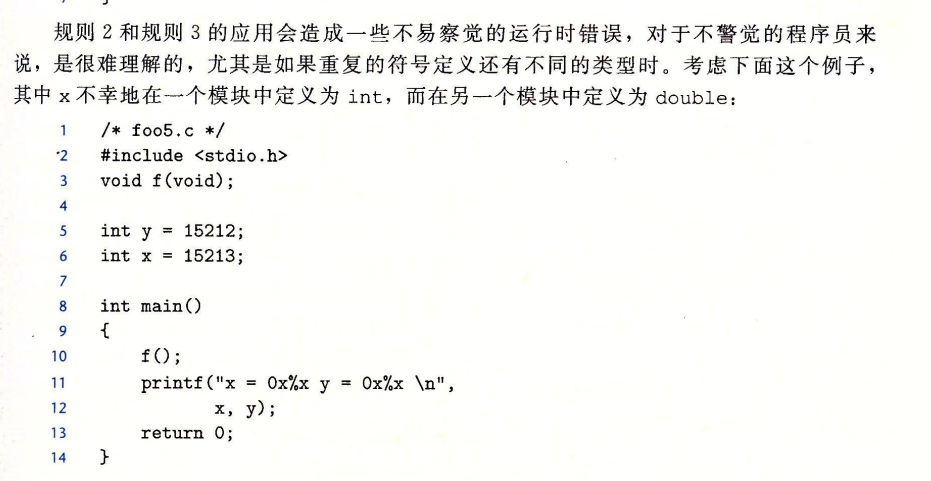 规则 2 和规则 3 的应用会造成一些不易察觉的运行时错误，对于不警觉的程序员来
说，是很难理解的，尤其是如果重复的符号定义还有不同的类型时。考虑下面这个例子，
其中 x 不幸地在一个模块中定义为 int，而在另一个模块中定义为 double：
1 /* foo5.c */
2 #include <stdio.h>
3 void f(void);
4
5 int y = 15212;
6 int x = 15213;
7
8 int main()
9 {
10 f();
11 printf("x = 0x%x y = 0x%x \n",
12 x, y);
13 return 0;
14 }